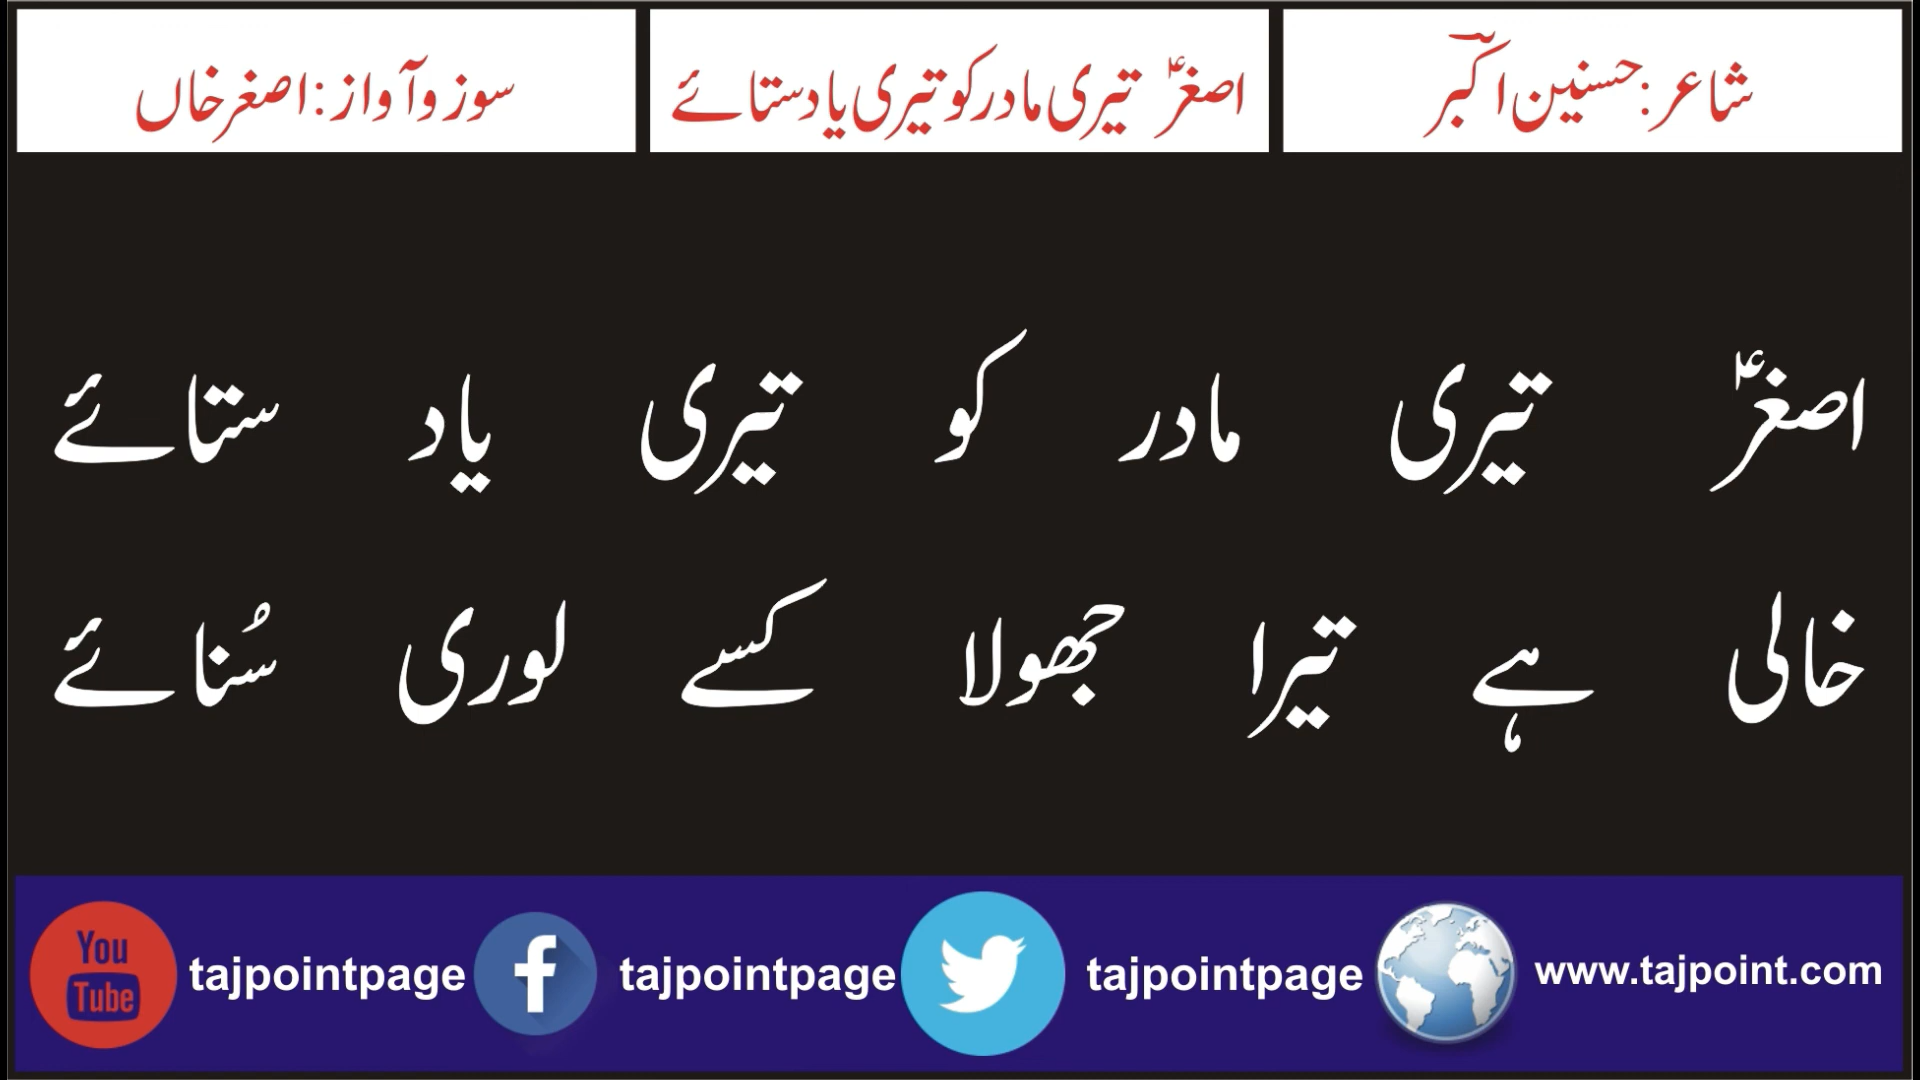 شاعر: حسنین اکبؔر
اصغرؑ تیری مادر کو تیری یاد ستائے
سوز و آواز: اصغر خاں
اصغرؑ تیری مادر کو تیری یاد ستائے
خالی ہے تیرا جھولا کسے لوری سُنائے
You Tube tajpointpage f tajpointpage tajpointpage www.tajpoint.com